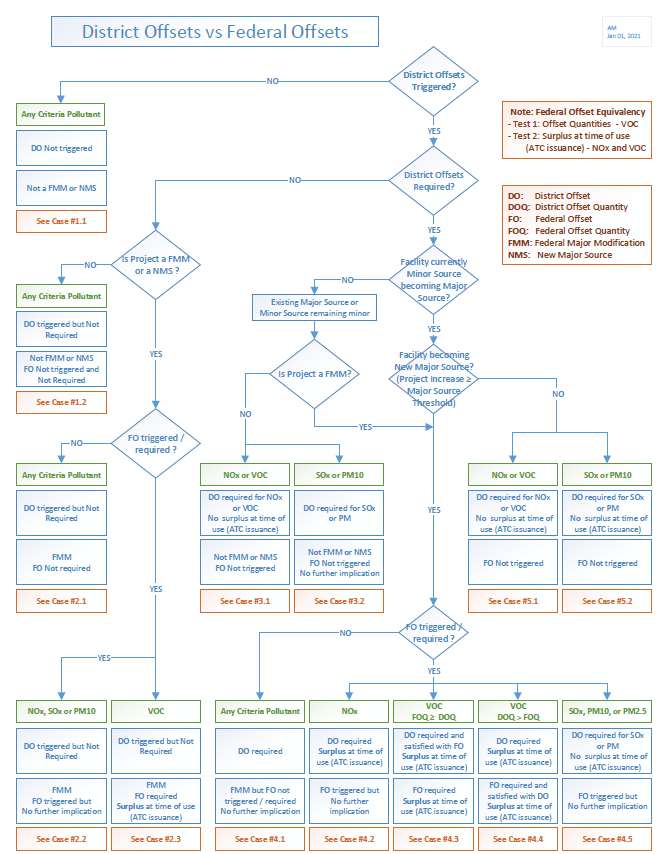 District Offsets vs Federal Offsets
AM
Jan 01, 2021
District Offsets
Triggered?
NO
YES
Any Criteria Pollutant
DO Not triggered
Not a FMM or NMS
See Case #1.1
Note: Federal Offset Equivalency
- Test 1: Offset Quantities - VOC
- Test 2: Surplus at time of use
(ATC issuance) - NOx and VOC
District Offsets
Required?
NO
YES
DO: District Offset
DOQ: District Offset Quantity
FO: Federal Offset
FOQ: Federal Offset Quantity
FMM: Federal Major Modification
NMS: New Major Source
Is Project a FMM
or a NMS ?
NO
YES
Facility currently
Minor Source
becoming Major
Source?
NO
YES
Any Criteria Pollutant
DO triggered but Not
Required
Not FMM or NMS
FO Not triggered and
Not Required
See Case #1.2
Existing Major Source or
Minor Source remaining minor
Is Project a FMM?
NO
YES
Facility becoming
New Major Source?
(Project Increase ≥
Major Source
Threshold)
NO
YES
FO triggered /
required ?
NO
YES
YES
Any Criteria Pollutant
DO triggered but Not
Required
FMM
FO Not required
See Case #2.1
NOx or VOC
DO required for NOx
or VOC
No surplus at time of
use (ATC issuance)
Not FMM or NMS
FO Not triggered
See Case #3.1
SOx or PM10
DO required for SOx
or PM
Not FMM or NMS
FO Not triggered
No further implication
See Case #3.2
NOx or VOC
DO required for NOx
or VOC
No surplus at time of
use (ATC issuance)
FO Not triggered
See Case #5.1
SOx or PM10
DO required for SOx
or PM
No surplus at time of
use (ATC issuance)
FO Not triggered
See Case #5.2
FO triggered /
required ?
NO
YES
NOx, SOx or PM10
DO triggered but Not
Required
FMM
FO triggered but
No further implication
See Case #2.2
VOC
DO triggered but Not
Required
FMM
FO required
Surplus at time of use
(ATC issuance)
See Case #2.3
Any Criteria Pollutant
DO required
FMM but FO not
triggered / required
No further implication
See Case #4.1
NOx
DO required
Surplus at time of
use (ATC issuance)
FO triggered but
No further
implication
See Case #4.2
VOC
FOQ ≥ DOQ
DO required and
satisfied with FO
Surplus at time of
use (ATC issuance)
FO required
Surplus at time of
use (ATC issuance)
See Case #4.3
VOC
DOQ > FOQ
DO required
Surplus at time of
use (ATC issuance)
FO required and
satisfied with DO
Surplus at time of
use (ATC issuance)
See Case #4.4
SOx, PM10, or PM2.5
DO required for SOx
or PM
No surplus at time of
use (ATC issuance)
FO triggered but
No further implication
See Case #4.5